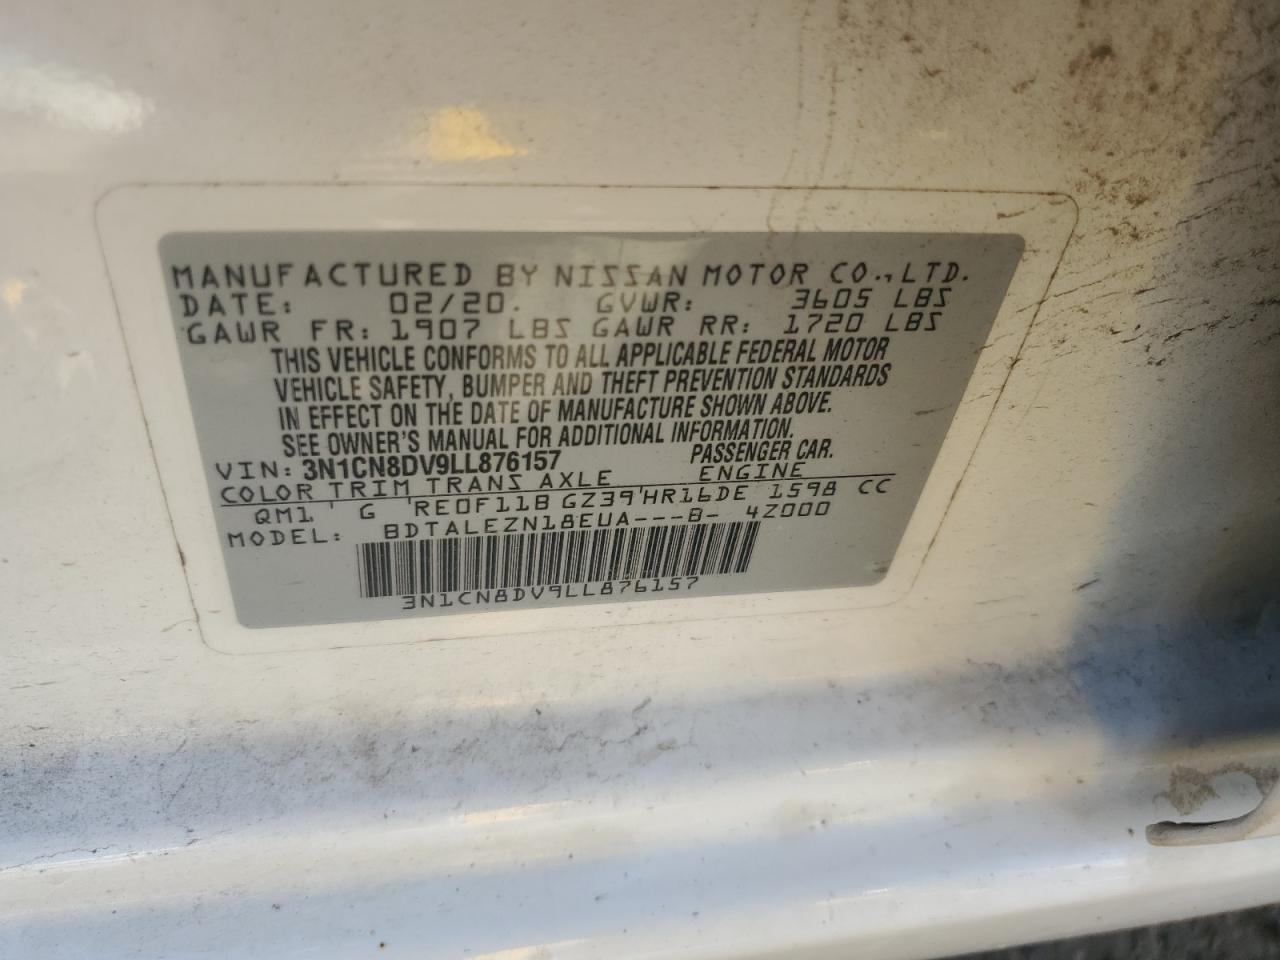 MANUFACTURED BY NISSAN MOTOR CO., LTD.
DATE: 02/20. GVWR: 3605 LBS
GAWR FR: 1907 LBS GAWR RR: 1720 LBS
THIS VEHICLE CONFORMS TO ALL APPLICABLE FEDERAL MOTOR
VEHICLE SAFETY, BUMPER AND THEFT PREVENTION STANDARDS
IN EFFECT ON THE DATE OF MANUFACTURE SHOWN ABOVE.
SEE OWNER'S MANUAL FOR ADDITIONAL INFORMATION.
VIN: 3N1CN8DV9LL876157 PASSENGER CAR.
COLOR TRIM TRANS AXLE ENGINE
QM1 G RE0F11B GZ39 HR16DE 1598 CC
MODEL: BDTALEZN18EUA---B- 4Z000
3N1CN8DV9LL876157